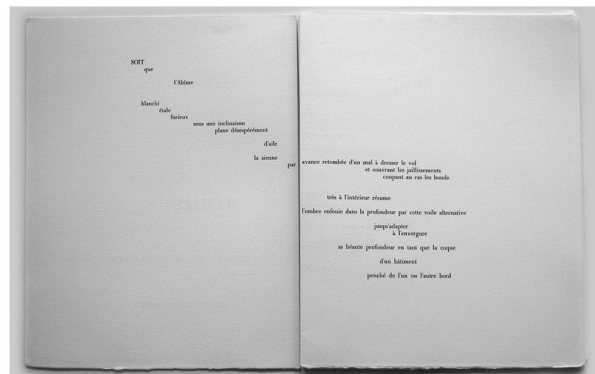 SOIT
que
l'Abîme
blanchi
étale
furieux
sous une inclinaison
plane désespérément
d'aile
la sienne
par
avance retombée d'un mal à dresser le vol
et couvrant les jaillissements
coupant au ras les bonds
très à l'intérieur résume
l'ombre enfouie dans la profondeur par cette voile alternative
jusqu'adapter
à l'envergure
sa béante profondeur en tant que la coque
d'un bâtiment
penché de l'un ou l'autre bord